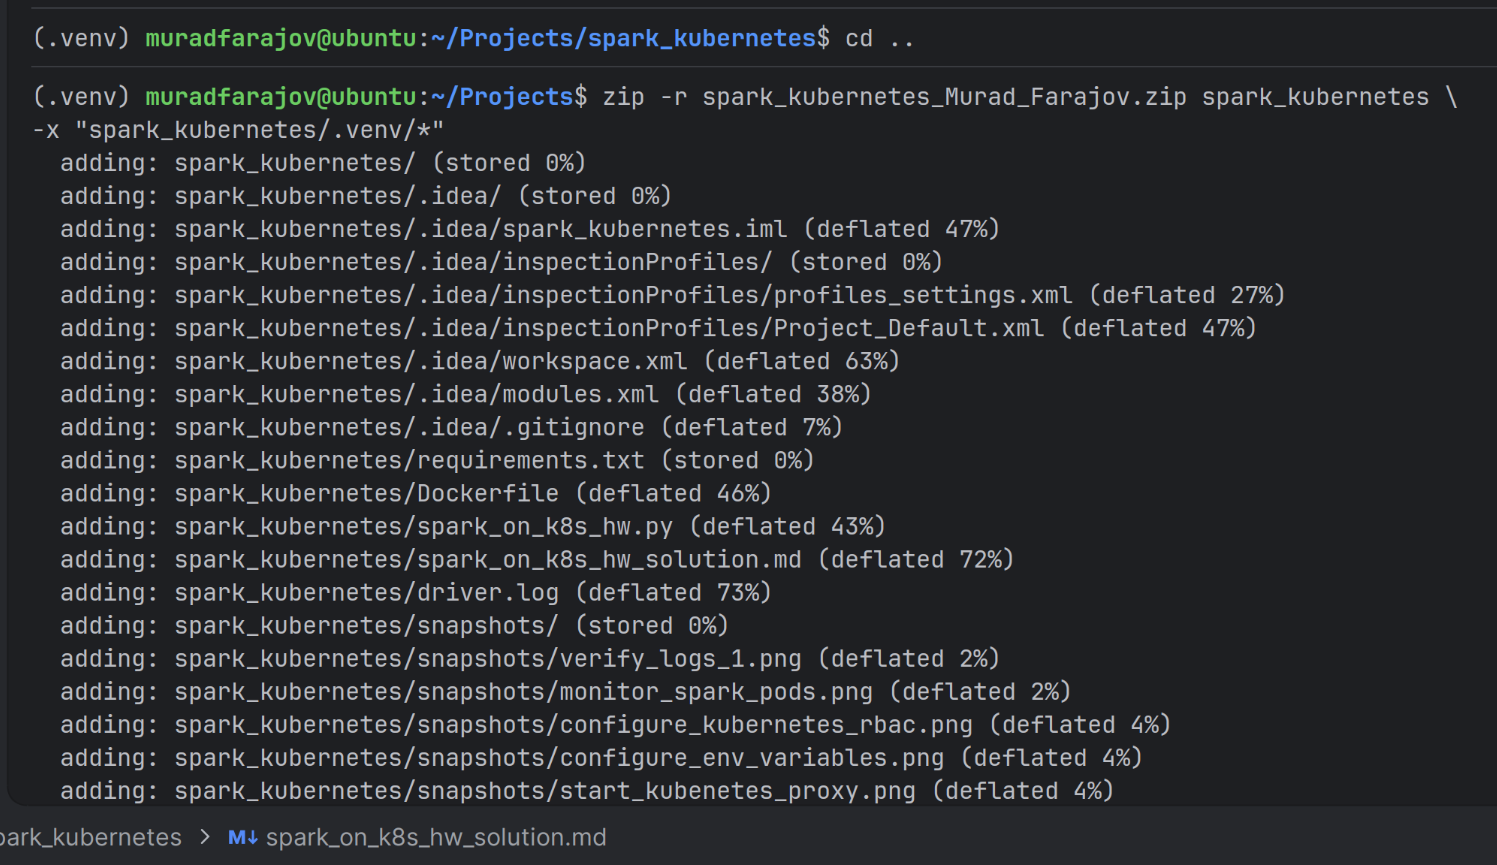 (.venv) muradfarajov@ubuntu:~/Projects/spark_kubernetes$ cd ..
(.venv) muradfarajov@ubuntu:~/Projects$ zip -r spark_kubernetes_Murad_Farajov.zip spark_kubernetes \
-x "spark_kubernetes/.venv/*"
  adding: spark_kubernetes/ (stored 0%)
  adding: spark_kubernetes/.idea/ (stored 0%)
  adding: spark_kubernetes/.idea/spark_kubernetes.iml (deflated 47%)
  adding: spark_kubernetes/.idea/inspectionProfiles/ (stored 0%)
  adding: spark_kubernetes/.idea/inspectionProfiles/profiles_settings.xml (deflated 27%)
  adding: spark_kubernetes/.idea/inspectionProfiles/Project_Default.xml (deflated 47%)
  adding: spark_kubernetes/.idea/workspace.xml (deflated 63%)
  adding: spark_kubernetes/.idea/modules.xml (deflated 38%)
  adding: spark_kubernetes/.idea/.gitignore (deflated 7%)
  adding: spark_kubernetes/requirements.txt (stored 0%)
  adding: spark_kubernetes/Dockerfile (deflated 46%)
  adding: spark_kubernetes/spark_on_k8s_hw.py (deflated 43%)
  adding: spark_kubernetes/spark_on_k8s_hw_solution.md (deflated 72%)
  adding: spark_kubernetes/driver.log (deflated 73%)
  adding: spark_kubernetes/snapshots/ (stored 0%)
  adding: spark_kubernetes/snapshots/verify_logs_1.png (deflated 2%)
  adding: spark_kubernetes/snapshots/monitor_spark_pods.png (deflated 2%)
  adding: spark_kubernetes/snapshots/configure_kubernetes_rbac.png (deflated 4%)
  adding: spark_kubernetes/snapshots/configure_env_variables.png (deflated 4%)
  adding: spark_kubernetes/snapshots/start_kubenetes_proxy.png (deflated 4%)
park_kubernetes > M↓ spark_on_k8s_hw_solution.md